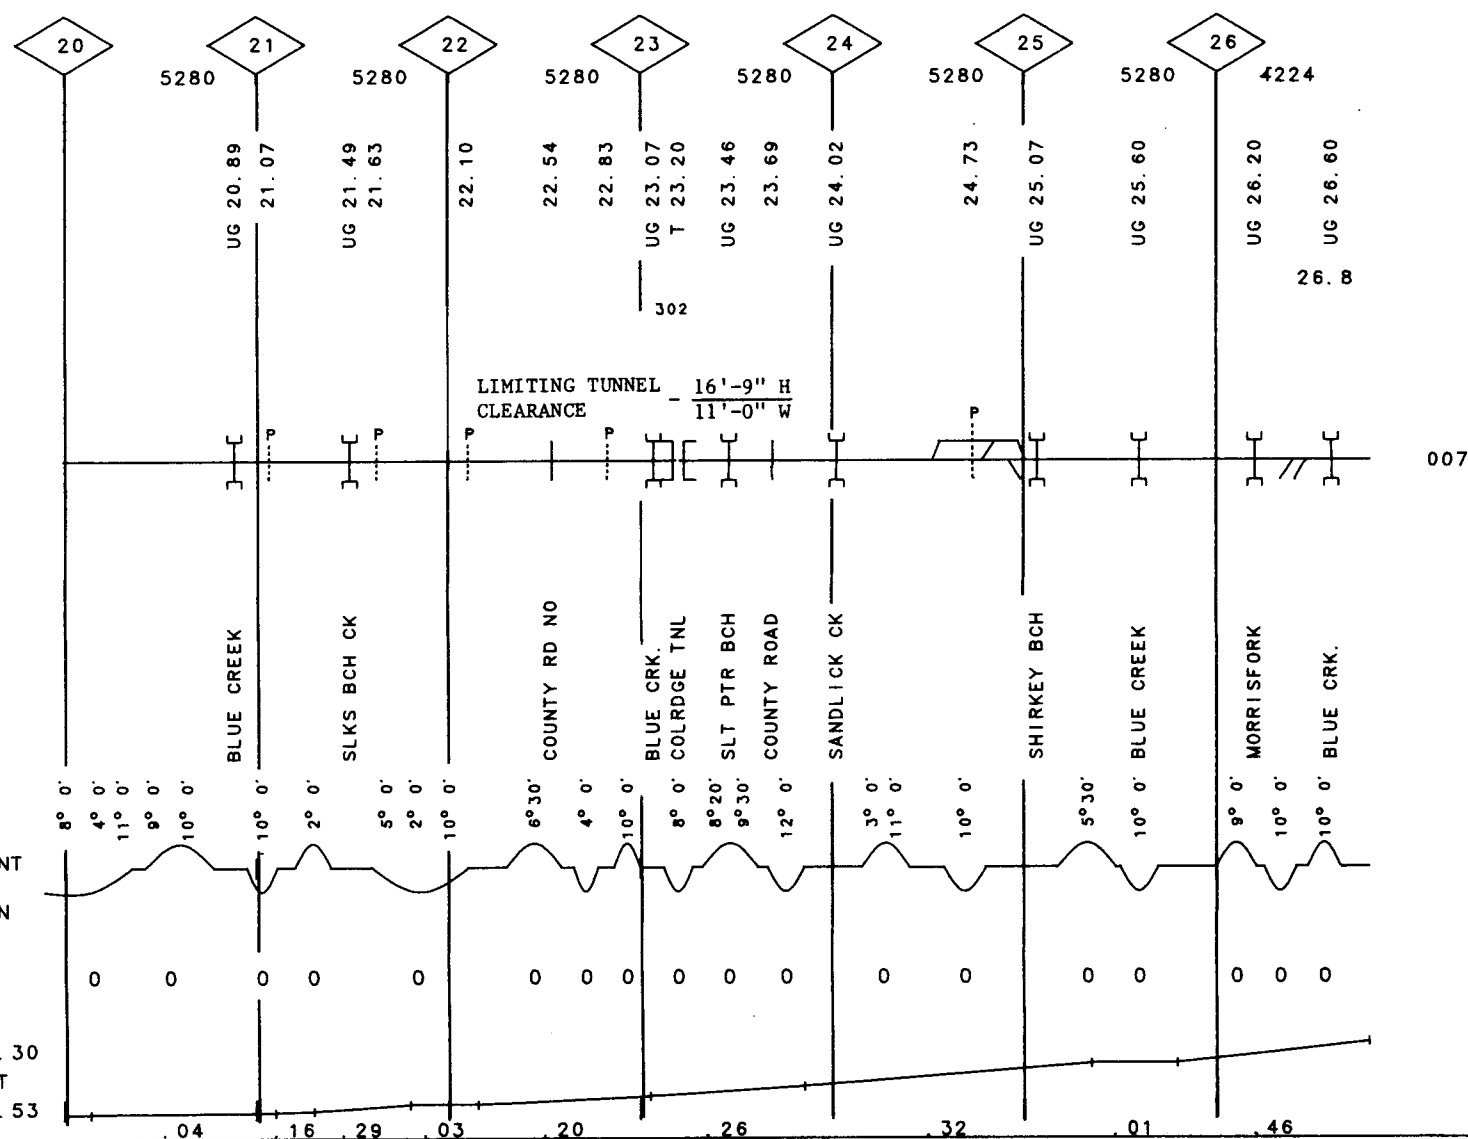 20 21 22 23 24 25 26
5280 5280 5280 5280 5280 5280 4224
UG 20.89
21.07
UG 21.49
21.63
22.10
22.54
22.83
UG 23.07
T 23.20
UG 23.46
23.69
UG 24.02
24.73
UG 25.07
UG 25.60
UG 26.20
UG 26.60
26.8
302
LIMITING TUNNEL CLEARANCE - 16'-9" H
11'-0" W
P P P P P
007
BLUE CREEK
SLKS BCH CK
COUNTY RD NO
BLUE CRK.
COLRDGE TNL
SLT PTR BCH
COUNTY ROAD
SANDLICK CK
SHIRKEY BCH
BLUE CREEK
MORRISFORK
BLUE CRK.
8° 0'
4° 0'
11° 0'
9° 0'
10° 0'
10° 0'
2° 0'
5° 0'
2° 0'
10° 0'
6°30'
4° 0'
10° 0'
8° 0'
8°20'
9°30'
12° 0'
3° 0'
11° 0'
10° 0'
5°30'
10° 0'
9° 0'
10° 0'
10° 0'
NT
N
0 0 0 0 0 0 0 0 0 0 0 0 0 0 0 0 0 0
.30
T
.53
.04 .16 .29 .03 .20 .26 .32 .01 .46